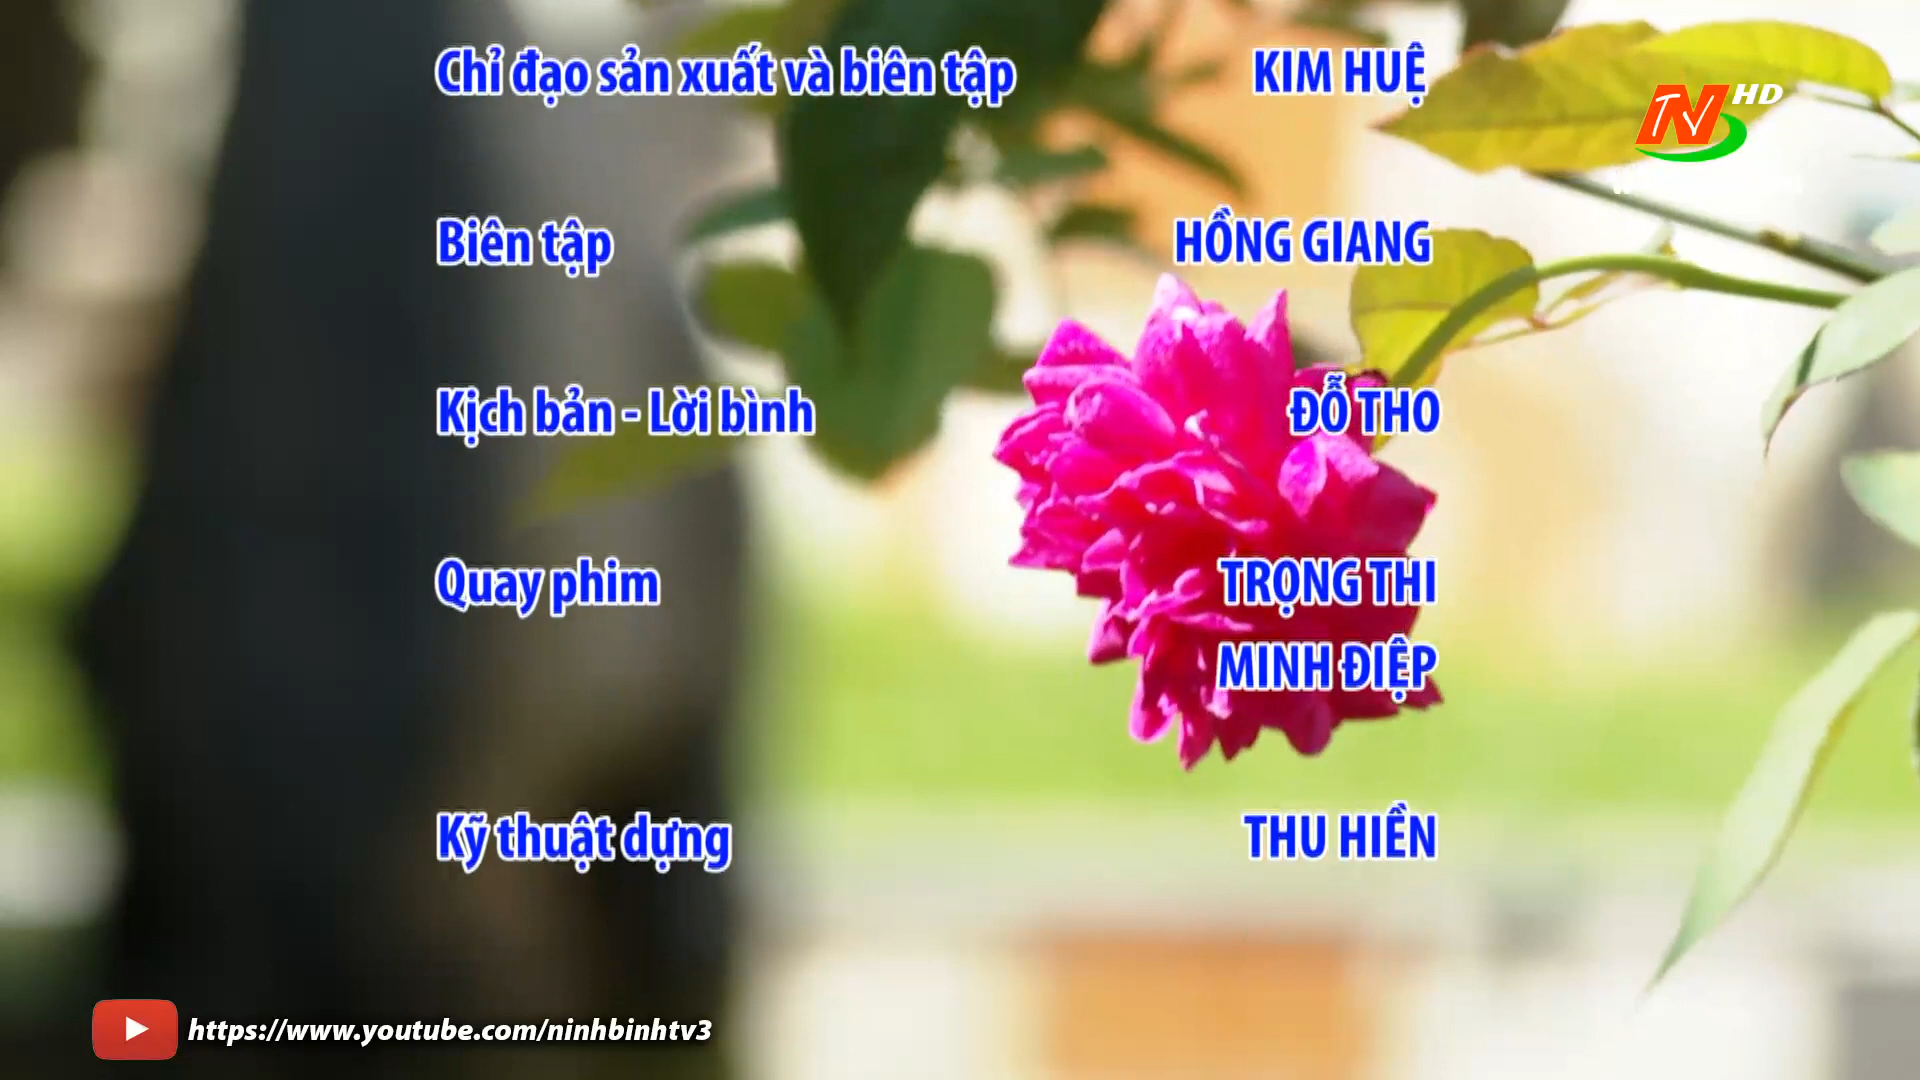 Chỉ đạo sản xuất và biên tập KIM HUỆ
NTV HD
Biên tập HỒNG GIANG
Kịch bản - Lời bình ĐỖ THO
Quay phim TRỌNG THI
MINH ĐIỆP
Kỹ thuật dựng THU HIỀN
https://www.youtube.com/ninhbinhtv3